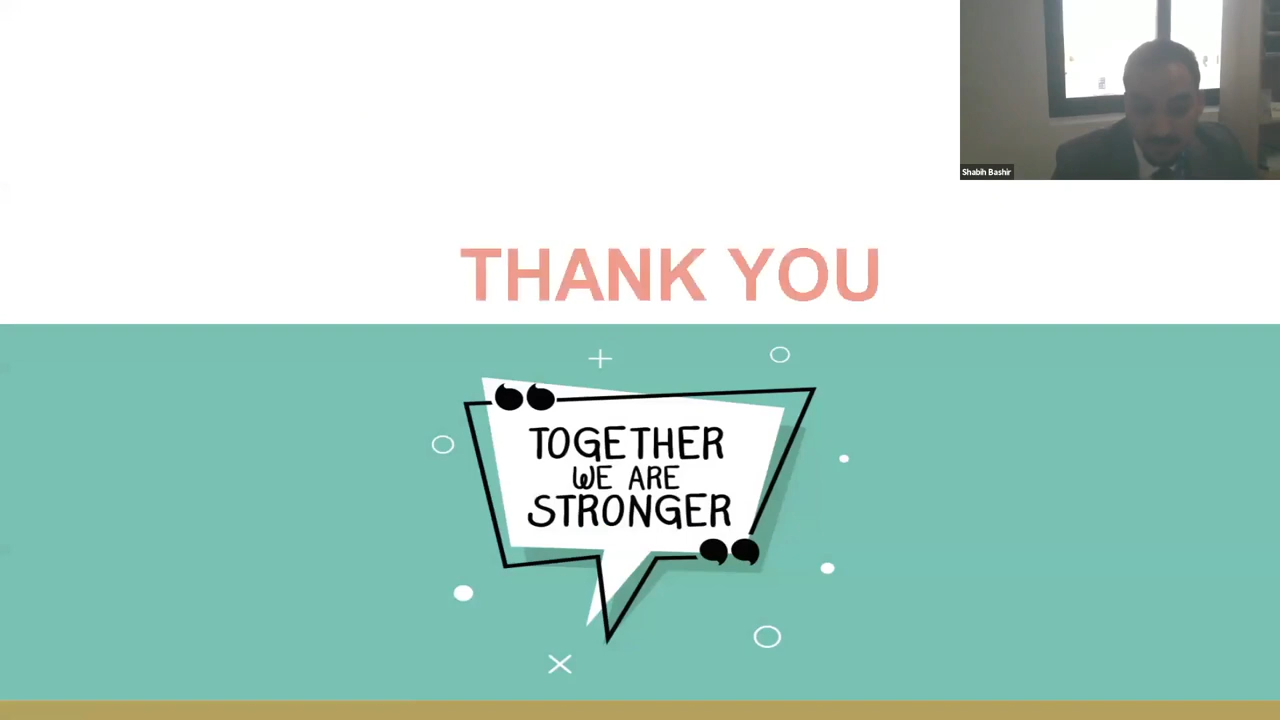 Shabih Bashir
THANK YOU
TOGETHER
WE ARE
STRONGER